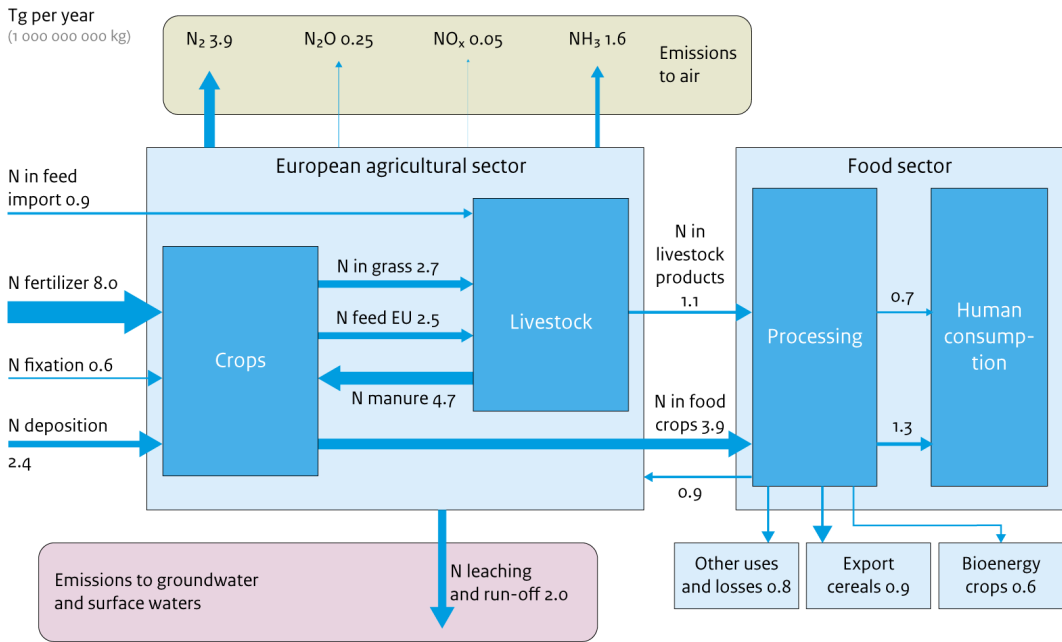 Tg per year
(1 000 000 000 kg)
N₂ 3.9
N₂O 0.25
NOₓ 0.05
NH₃ 1.6
Emissions
to air
European agricultural sector
Food sector
N in feed
import 0.9
N fertilizer 8.0
N fixation 0.6
N deposition
2.4
Crops
N in grass 2.7
N feed EU 2.5
N manure 4.7
Livestock
N in
livestock
products
1.1
N in food
crops 3.9
0.9
Processing
0.7
1.3
Human
consump-
tion
Emissions to groundwater
and surface waters
N leaching
and run-off 2.0
Other uses
and losses 0.8
Export
cereals 0.9
Bioenergy
crops 0.6